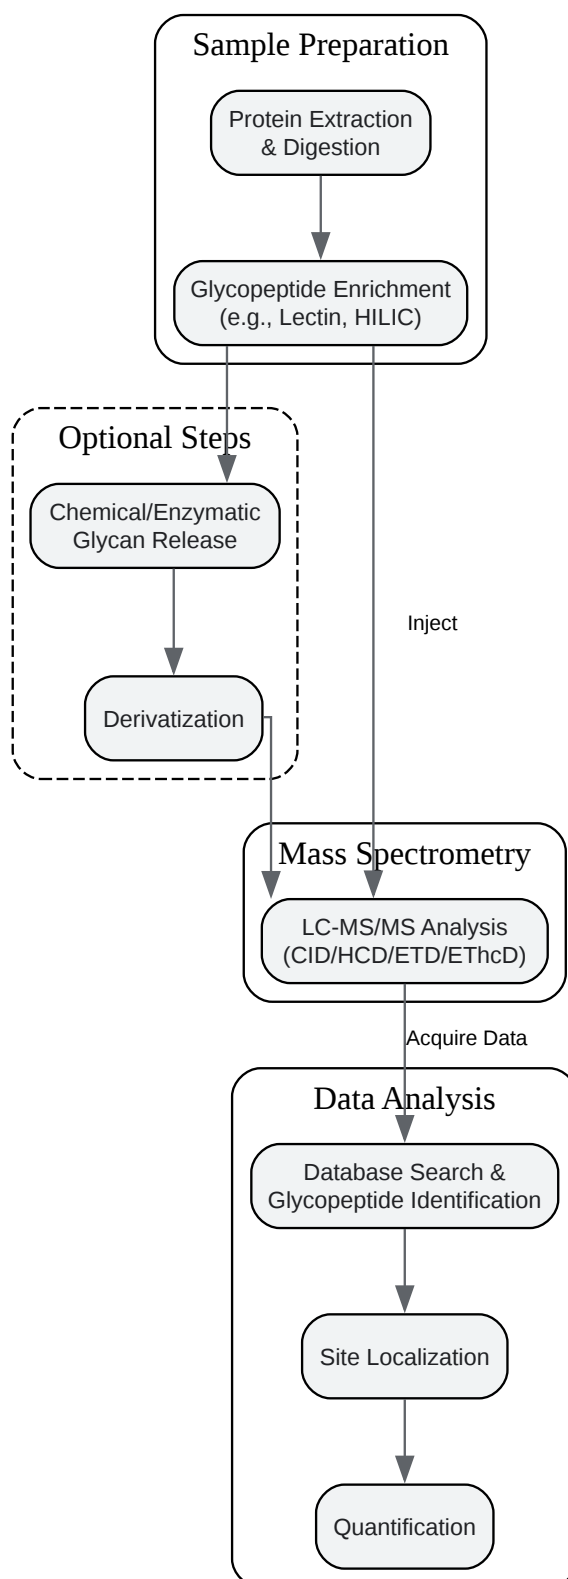 Sample Preparation
Protein Extraction
& Digestion
Glycopeptide Enrichment
(e.g., Lectin, HILIC)
Optional Steps
Chemical/Enzymatic
Glycan Release
Inject
Derivatization
Mass Spectrometry
LC-MS/MS Analysis
(CID/HCD/ETD/EThcD)
Acquire Data
Data Analysis
Database Search &
Glycopeptide Identification
Site Localization
Quantification